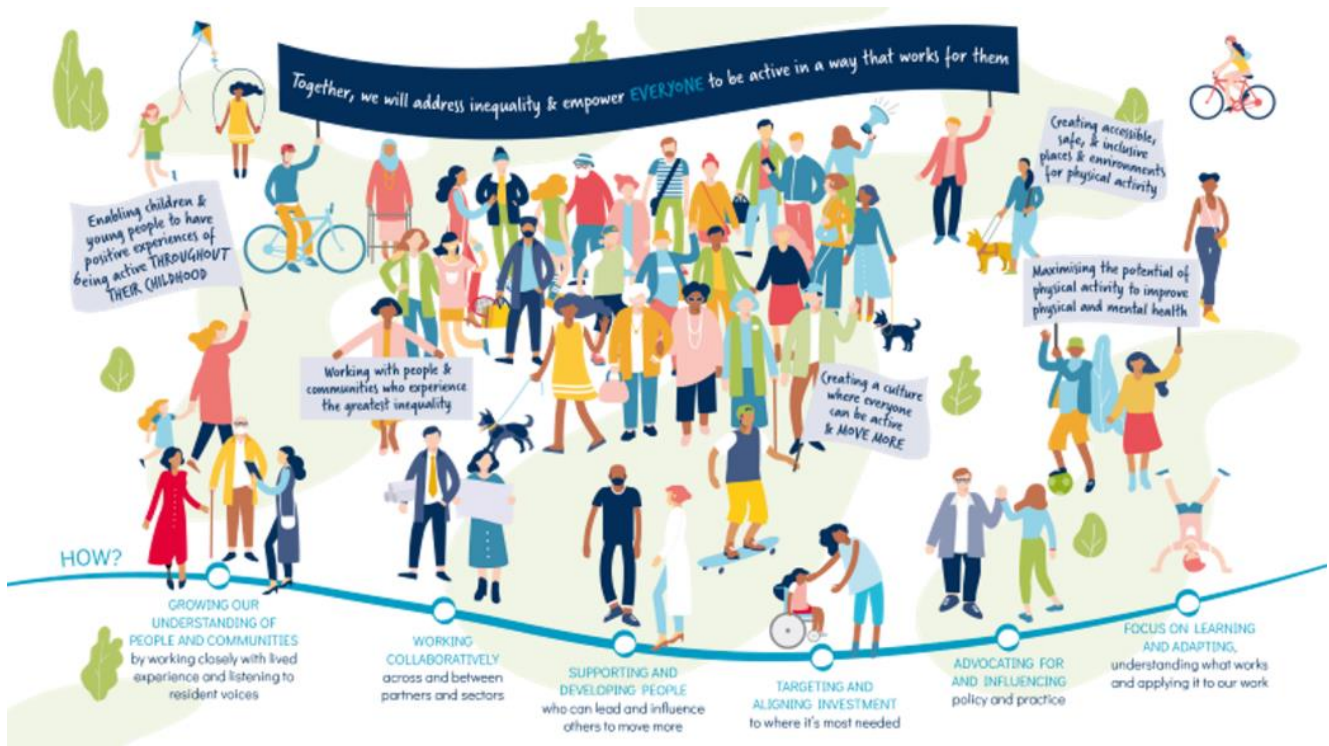 Together, we will address inequality & empower EVERYONE to be active in a way that works for them
Creating accessible,
safe, & inclusive
places & environments
for physical activity
Enabling children &
young people to have
positive experiences of
being active THROUGHOUT
THEIR CHILDHOOD
Maximising the potential of
physical activity to improve
physical and mental health
Working with people &
communities who experience
the greatest inequality
Creating a culture
where everyone
can be active
& MOVE MORE
HOW?
GROWING OUR
UNDERSTANDING OF
PEOPLE AND COMMUNITIES
by working closely with lived
experience and listening to
resident voices
WORKING
COLLABORATIVELY
across and between
partners and sectors
SUPPORTING AND
DEVELOPING PEOPLE
who can lead and influence
others to move more
TARGETING AND
ALIGNING INVESTMENT
to where it's most needed
ADVOCATING FOR
AND INFLUENCING
policy and practice
FOCUS ON LEARNING
AND ADAPTING,
understanding what works
and applying it to our work